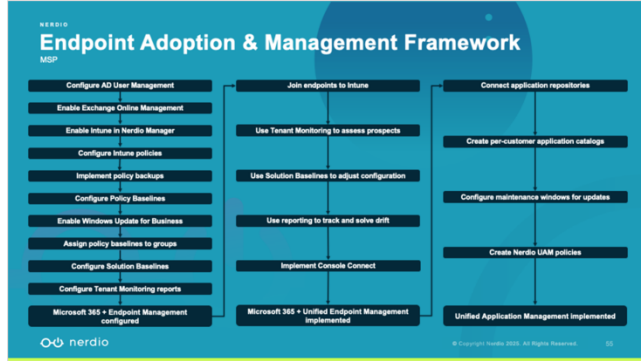 NERDIO
Endpoint Adoption & Management Framework
MSP
Configure AD User Management
Enable Exchange Online Management
Enable Intune in Nerdio Manager
Configure Intune policies
Implement policy backups
Configure Policy Baselines
Enable Windows Update for Business
Assign policy baselines to groups
Configure Solution Baselines
Configure Tenant Monitoring reports
Microsoft 365 + Endpoint Management
configured
Join endpoints to Intune
Use Tenant Monitoring to assess prospects
Use Solution Baselines to adjust configuration
Use reporting to track and solve drift
Implement Console Connect
Microsoft 365 + Unified Endpoint Management
implemented
Connect application repositories
Create per-customer application catalogs
Configure maintenance windows for updates
Create Nerdio UAM policies
Unified Application Management implemented
nerdio
© Copyright Nerdio 2025. All Rights Reserved.